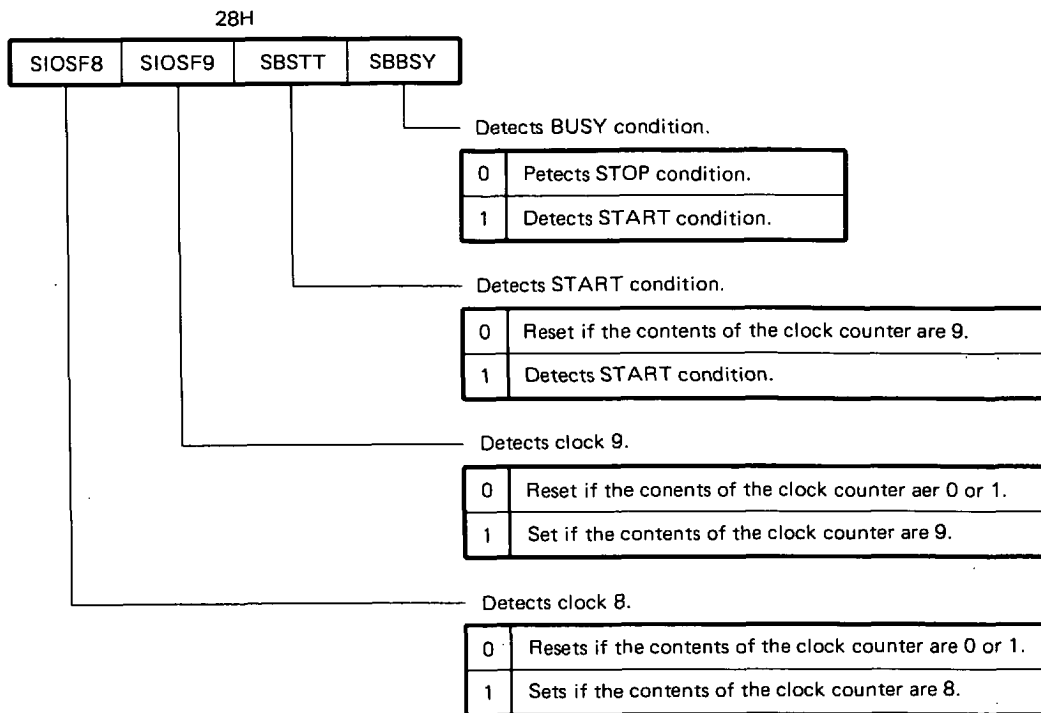 28H
SIOSF8 SIOSF9 SBSTT SBBSY
Detects BUSY condition.
0 Petects STOP condition.
1 Detects START condition.
Detects START condition.
0 Reset if the contents of the clock counter are 9.
1 Detects START condition.
Detects clock 9.
0 Reset if the conents of the clock counter aer 0 or 1.
1 Set if the contents of the clock counter are 9.
Detects clock 8.
0 Resets if the contents of the clock counter are 0 or 1.
1 Sets if the contents of the clock counter are 8.